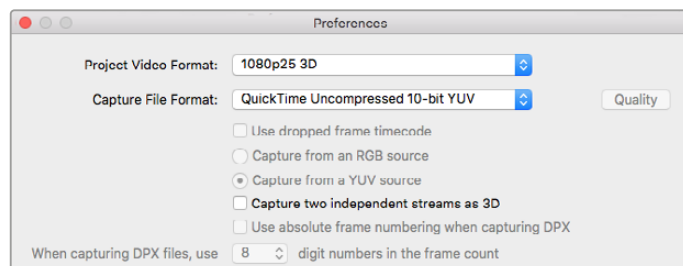 Preferences
Project Video Format: 1080p25 3D
Capture File Format: QuickTime Uncompressed 10-bit YUV Quality
Use dropped frame timecode
Capture from an RGB source
Capture from a YUV source
Capture two independent streams as 3D
Use absolute frame numbering when capturing DPX
When capturing DPX files, use 8 digit numbers in the frame count